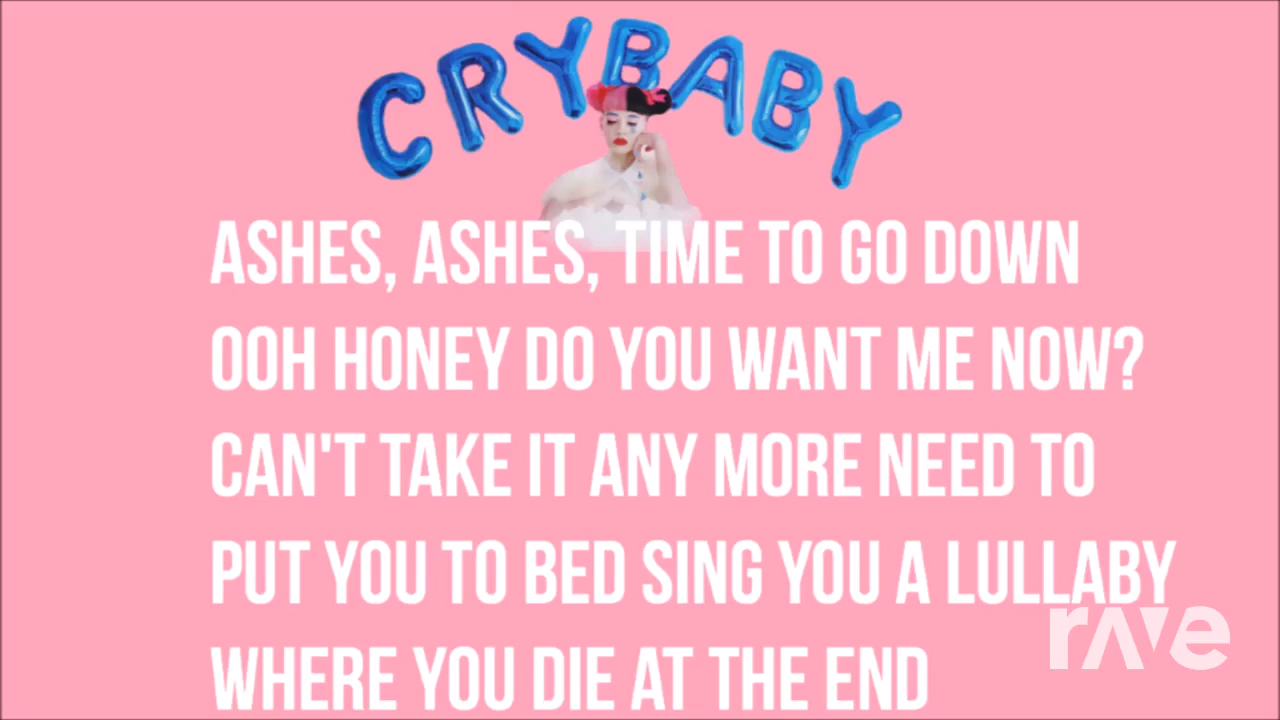 CRYBABY
ASHES, ASHES, TIME TO GO DOWN
OOH HONEY DO YOU WANT ME NOW?
CAN'T TAKE IT ANY MORE NEED TO
PUT YOU TO BED SING YOU A LULLABY
WHERE YOU DIE AT THE END
rave